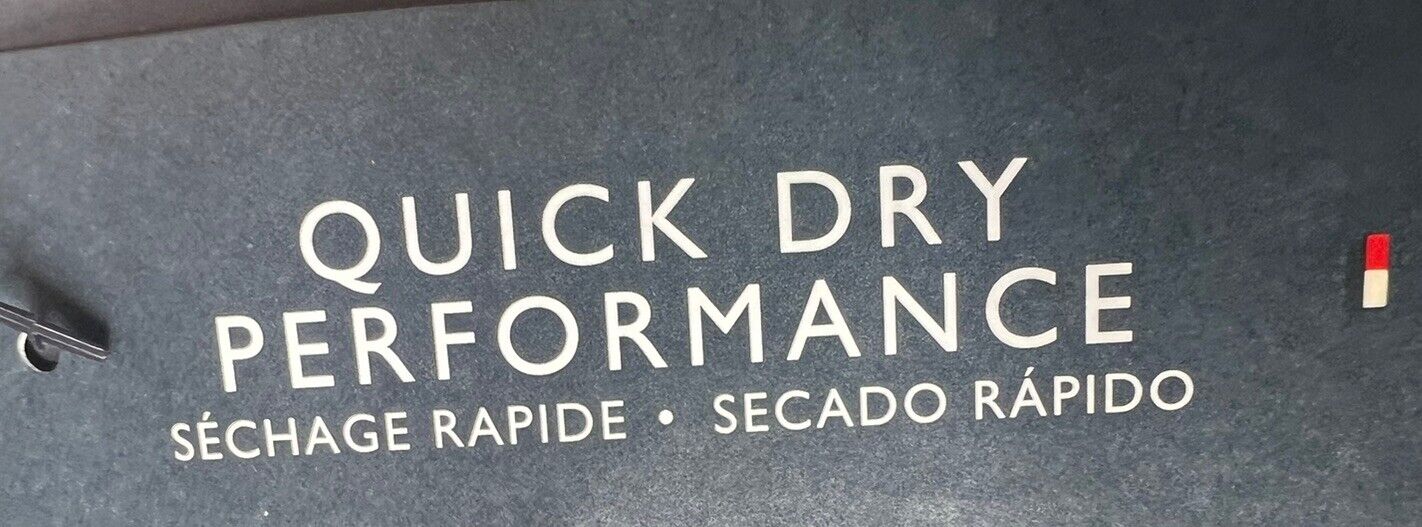 QUICK DRY
PERFORMANCE
SÉCHAGE RAPIDE • SECADO RÁPIDO